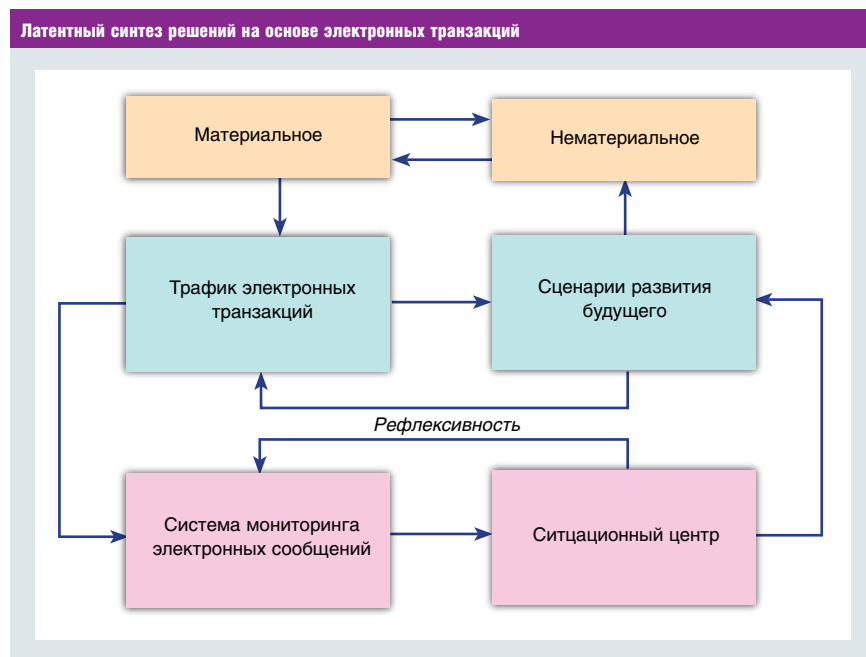 Латентный синтез решений на основе электронных транзакций
Материальное
Нематериальное
Трафик электронных
транзакций
Сценарии развития
будущего
Рефлексивность
Система мониторинга
электронных сообщений
Ситцационный центр